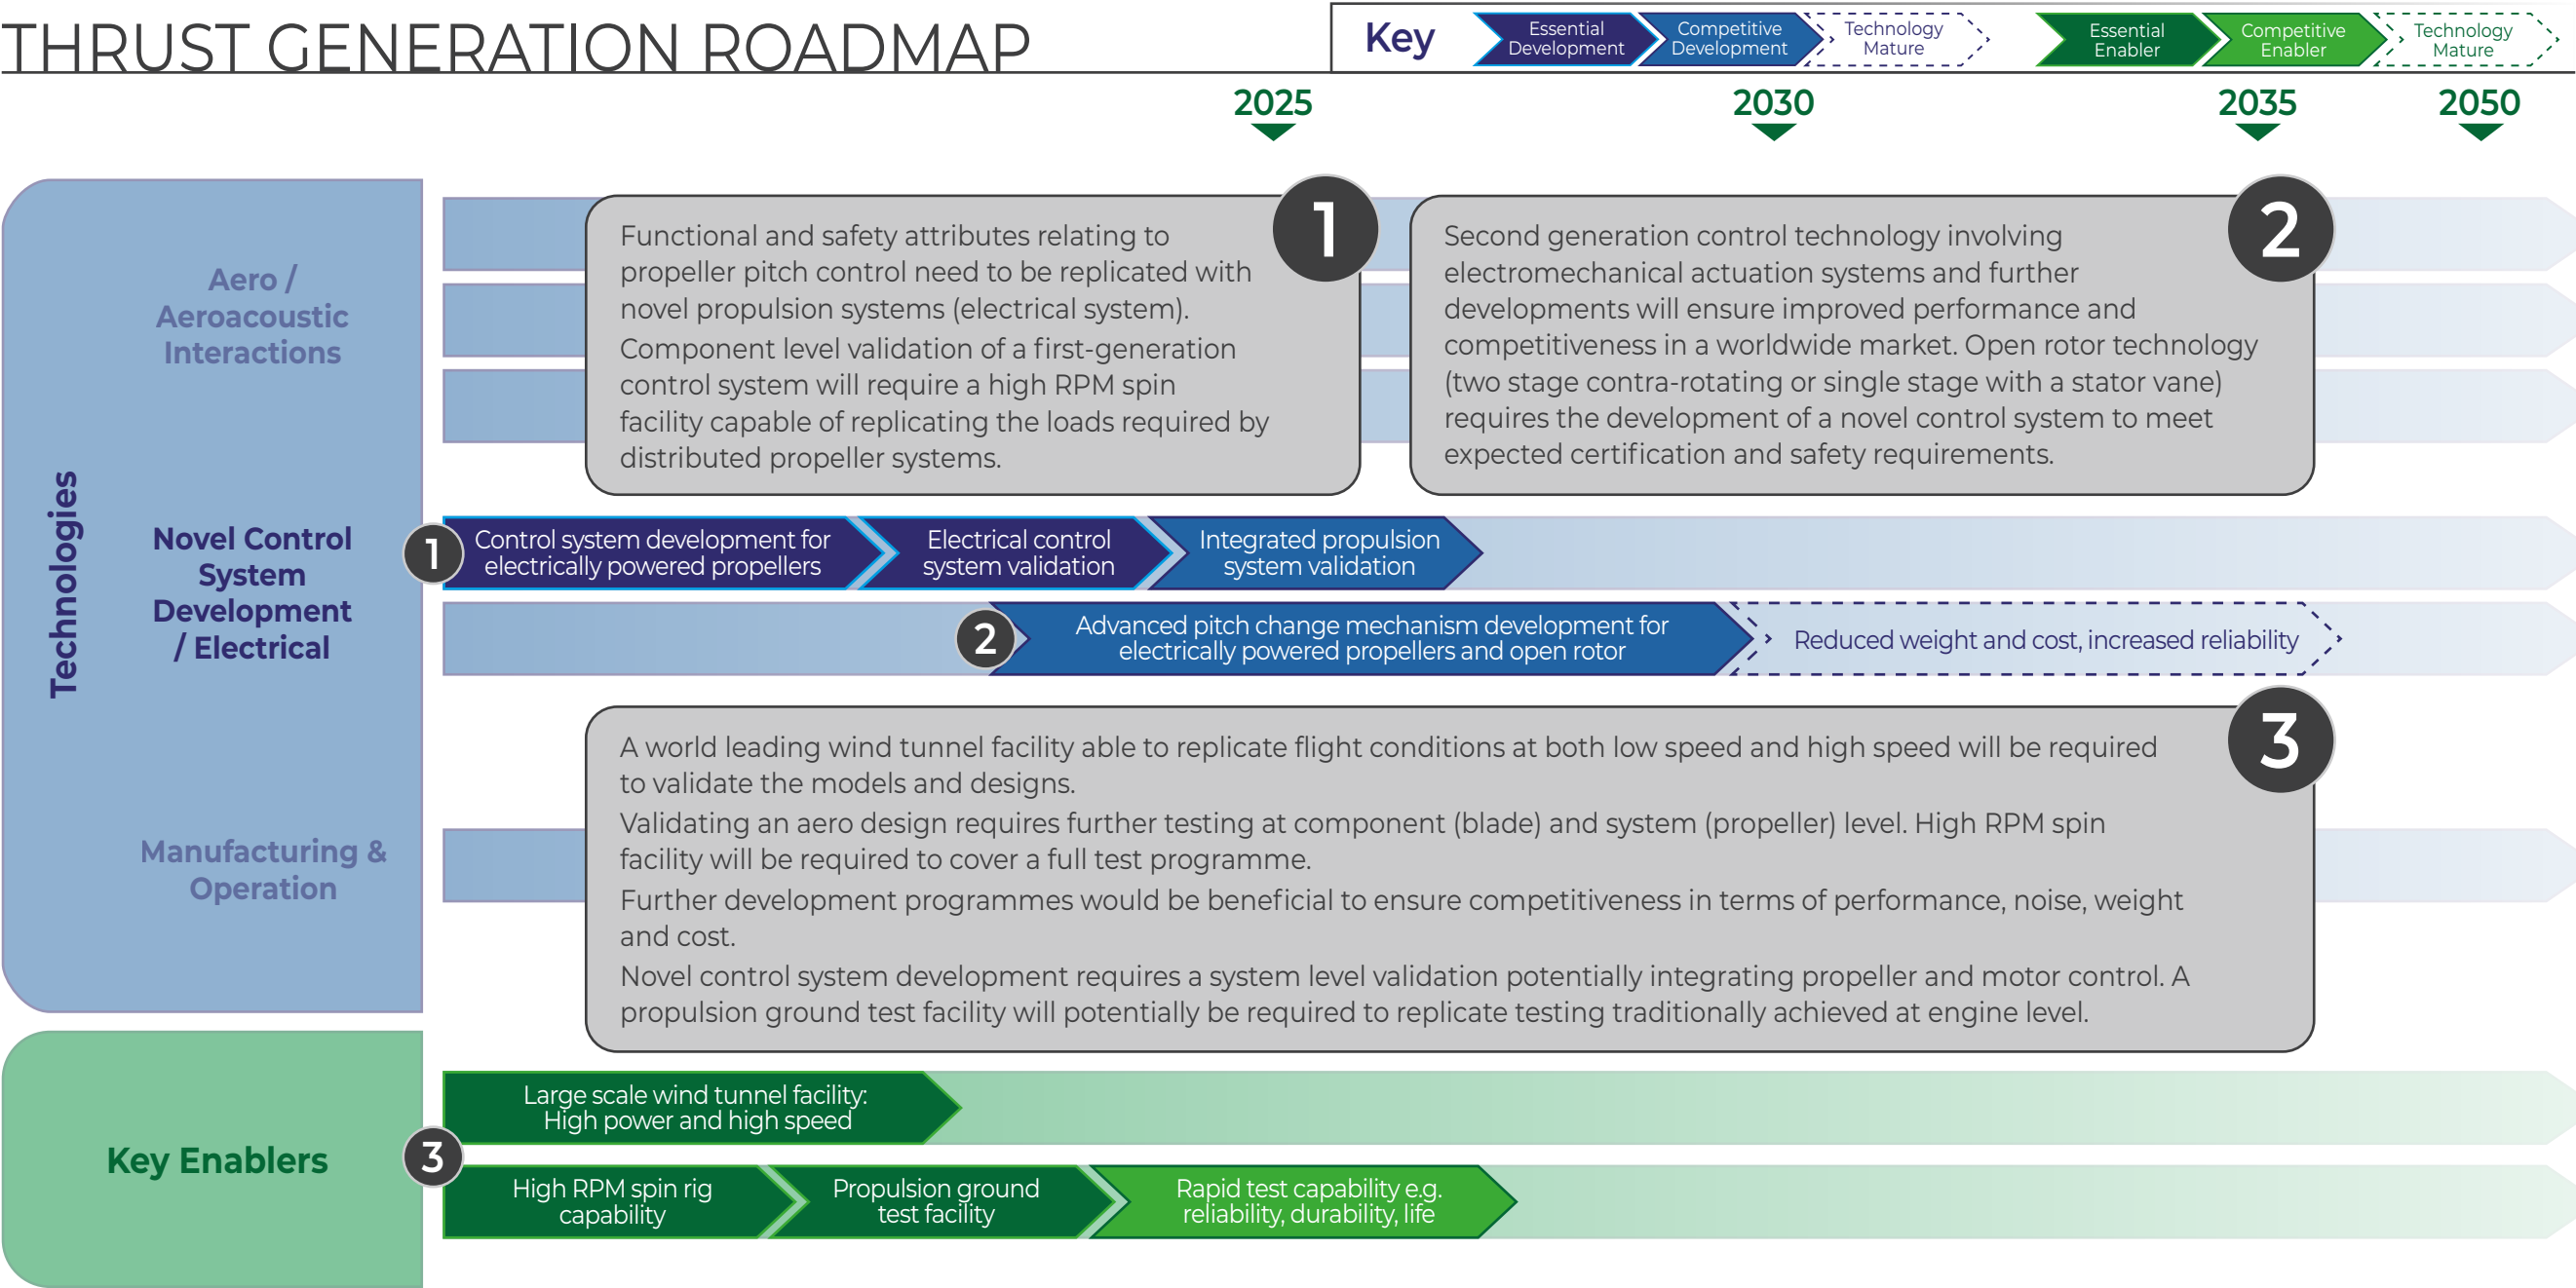 THRUST GENERATION ROADMAP
Key
Essential
Development
Competitive
Development
Technology
Mature
Essential
Enabler
Competitive
Enabler
Technology
Mature
2025
2030
2035
2050
Technologies
Aero /
Aeroacoustic
Interactions
1
Functional and safety attributes relating to
propeller pitch control need to be replicated with
novel propulsion systems (electrical system).
Component level validation of a first-generation
control system will require a high RPM spin
facility capable of replicating the loads required by
distributed propeller systems.
2
Second generation control technology involving
electromechanical actuation systems and further
developments will ensure improved performance and
competitiveness in a worldwide market. Open rotor technology
(two stage contra-rotating or single stage with a stator vane)
requires the development of a novel control system to meet
expected certification and safety requirements.
Novel Control
System
Development
/ Electrical
1
Control system development for
electrically powered propellers
Electrical control
system validation
Integrated propulsion
system validation
2
Advanced pitch change mechanism development for
electrically powered propellers and open rotor
Reduced weight and cost, increased reliability
Manufacturing &
Operation
3
A world leading wind tunnel facility able to replicate flight conditions at both low speed and high speed will be required
to validate the models and designs.
Validating an aero design requires further testing at component (blade) and system (propeller) level. High RPM spin
facility will be required to cover a full test programme.
Further development programmes would be beneficial to ensure competitiveness in terms of performance, noise, weight
and cost.
Novel control system development requires a system level validation potentially integrating propeller and motor control. A
propulsion ground test facility will potentially be required to replicate testing traditionally achieved at engine level.
Key Enablers
3
Large scale wind tunnel facility:
High power and high speed
High RPM spin rig
capability
Propulsion ground
test facility
Rapid test capability e.g.
reliability, durability, life